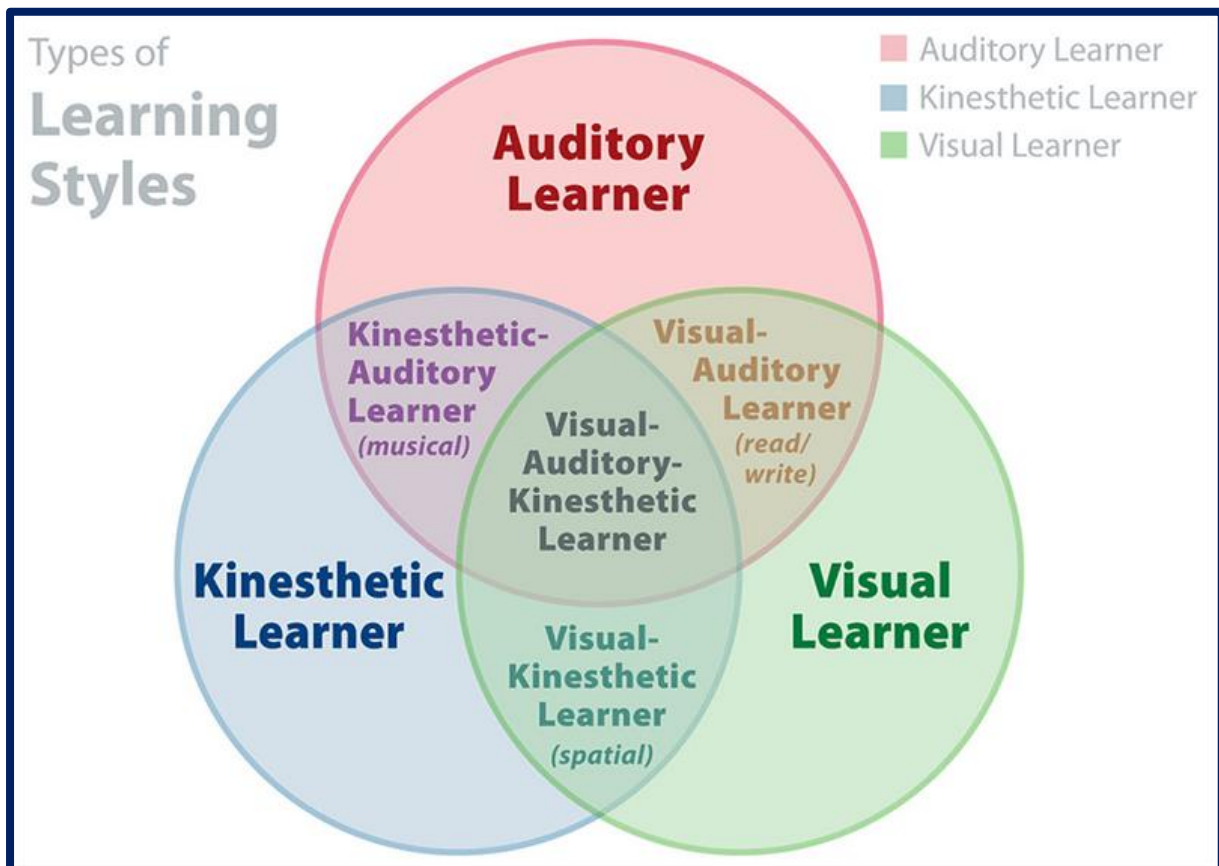 Types of
Learning
Styles
Auditory Learner
Kinesthetic Learner
Visual Learner
Auditory
Learner
Kinesthetic-
Auditory
Learner
(musical)
Visual-
Auditory
Learner
(read/
write)
Visual-
Auditory-
Kinesthetic
Learner
Kinesthetic
Learner
Visual
Learner
Visual-
Kinesthetic
Learner
(spatial)